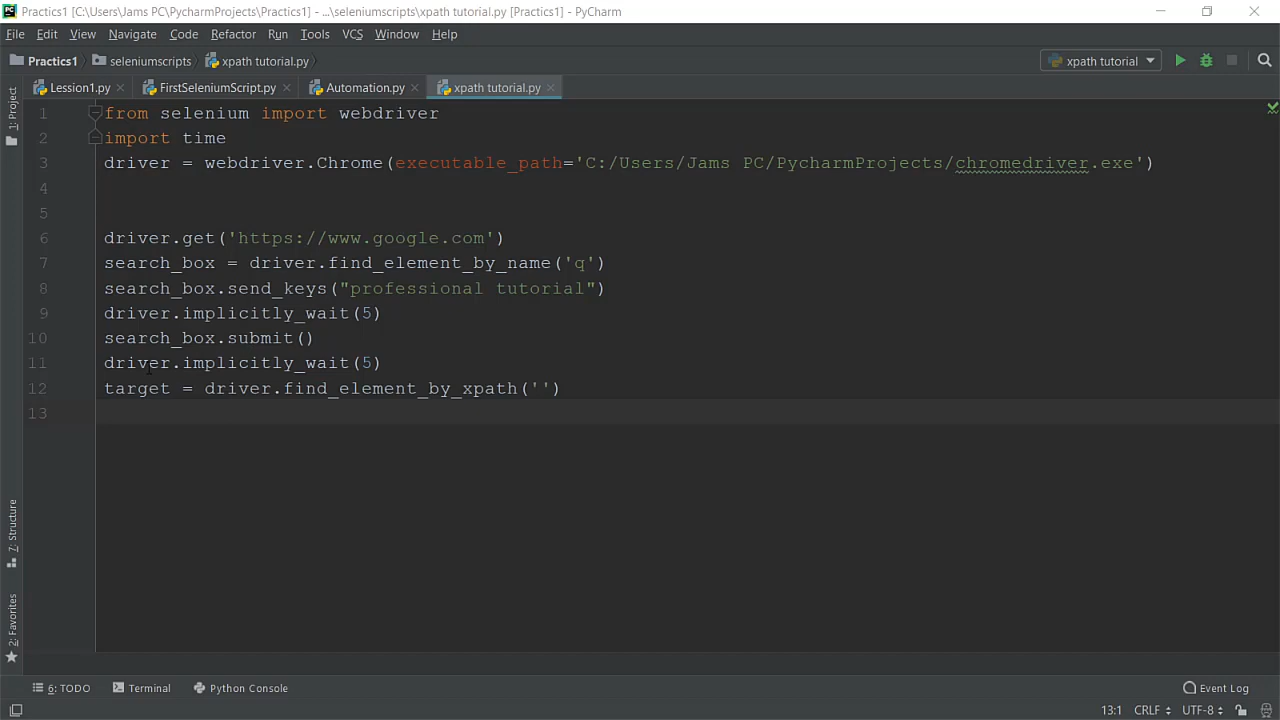 Practics1 [C:\Users\Jams PC\PycharmProjects\Practics1] - ...\seleniumscripts\xpath tutorial.py [Practics1] - PyCharm
File Edit View Navigate Code Refactor Run Tools VCS Window Help
Practics1 seleniumscripts xpath tutorial.py xpath tutorial
Lession1.py FirstSeleniumScript.py Automation.py xpath tutorial.py
1: Project
1 from selenium import webdriver
2 import time
3 driver = webdriver.Chrome(executable_path='C:/Users/Jams PC/PycharmProjects/chromedriver.exe')
4
5
6 driver.get('https://www.google.com')
7 search_box = driver.find_element_by_name('q')
8 search_box.send_keys("professional tutorial")
9 driver.implicitly_wait(5)
10 search_box.submit()
11 driver.implicitly_wait(5)
12 target = driver.find_element_by_xpath('')
13
7: Structure
2: Favorites
6: TODO Terminal Python Console Event Log
13:1 CRLF UTF-8